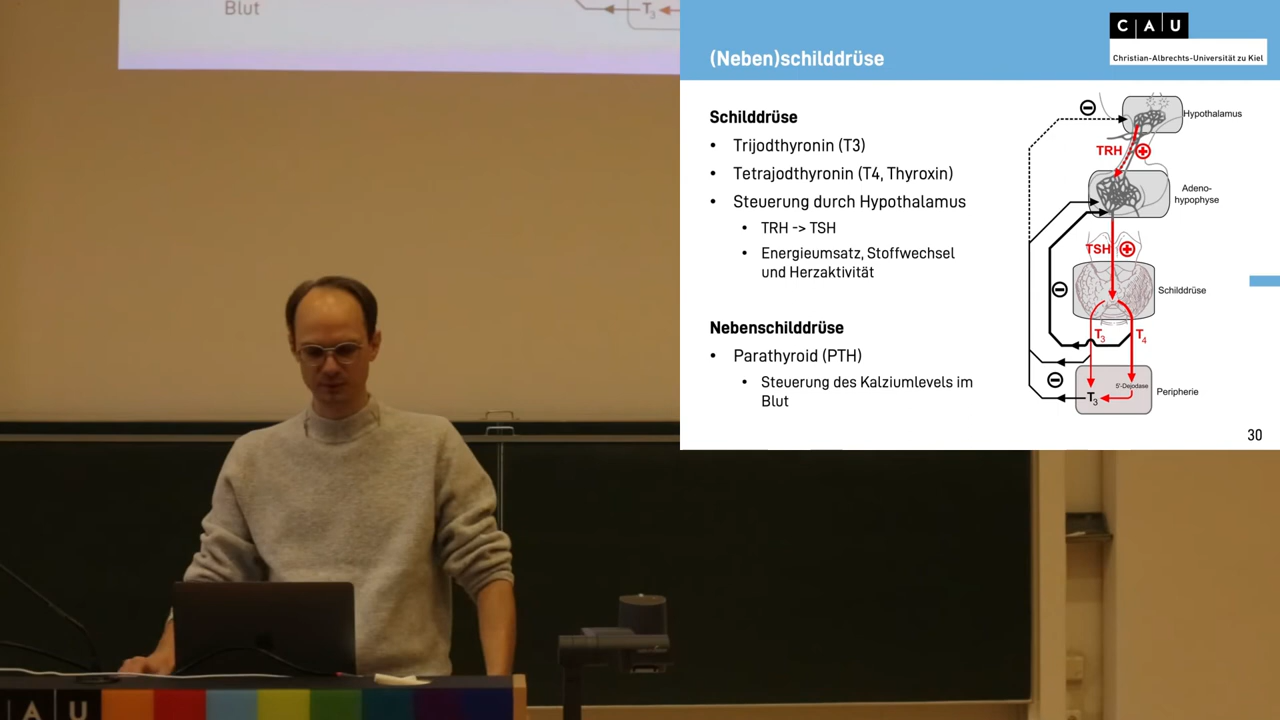 Blut
T3
(Neben)schilddrüse
C A U
Christian-Albrechts-Universität zu Kiel
Schilddrüse
• Trijodthyronin (T3)
• Tetrajodthyronin (T4, Thyroxin)
• Steuerung durch Hypothalamus
• TRH -> TSH
• Energieumsatz, Stoffwechsel
und Herzaktivität
Nebenschilddrüse
• Parathyroid (PTH)
• Steuerung des Kalziumlevels im
Blut
Hypothalamus
TRH
Adeno-
hypophyse
TSH
Schilddrüse
T3
T4
5'-Dejodase
Peripherie
T3
30
C A U